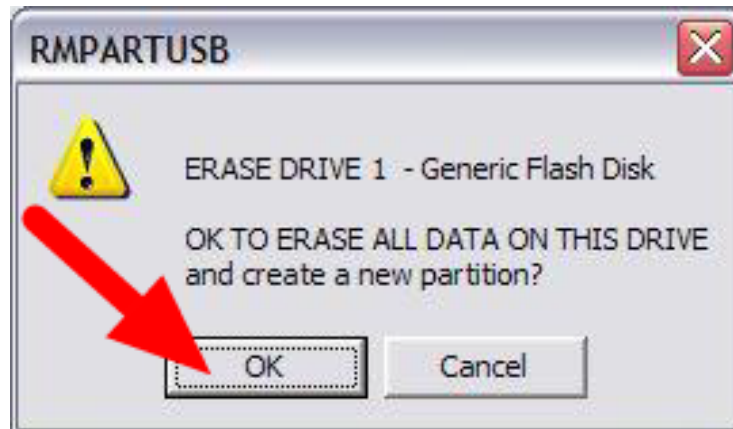 RMPARTUSB
ERASE DRIVE 1 - Generic Flash Disk
OK TO ERASE ALL DATA ON THIS DRIVE
and create a new partition?
OK
Cancel